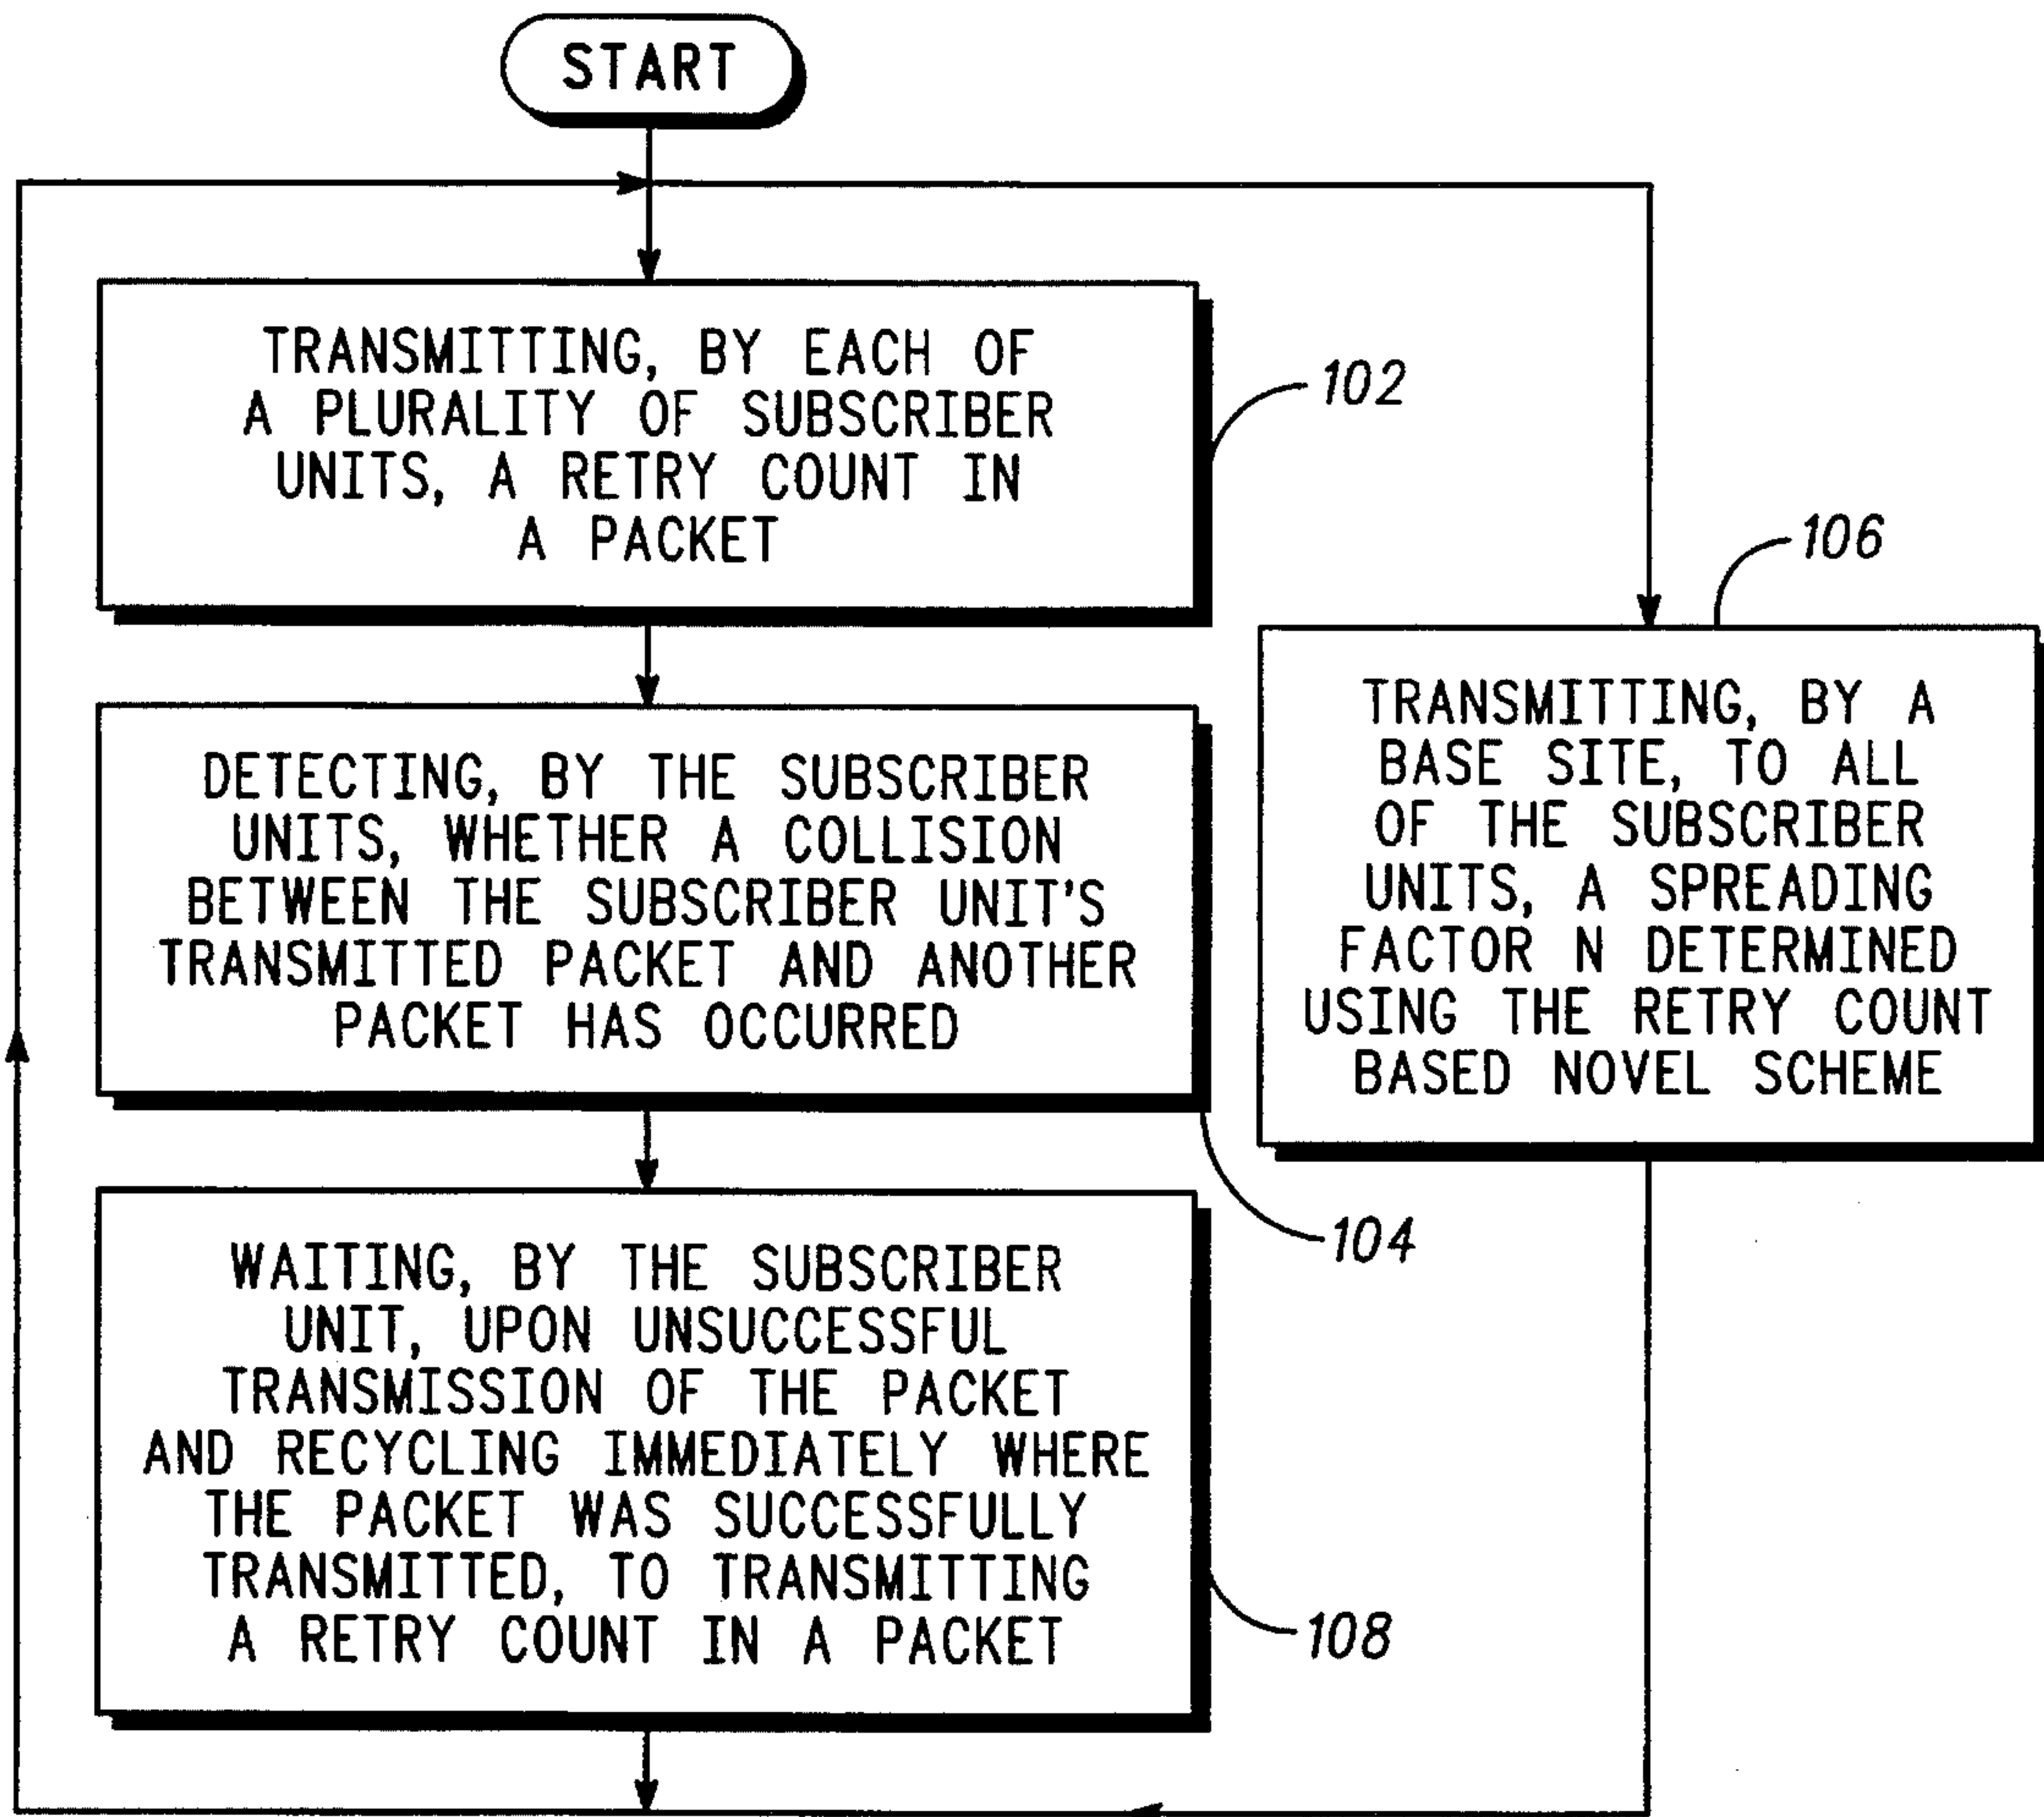 START
TRANSMITTING, BY EACH OF
A PLURALITY OF SUBSCRIBER
UNITS, A RETRY COUNT IN
A PACKET
102
DETECTING, BY THE SUBSCRIBER
UNITS, WHETHER A COLLISION
BETWEEN THE SUBSCRIBER UNIT'S
TRANSMITTED PACKET AND ANOTHER
PACKET HAS OCCURRED
104
106
TRANSMITTING, BY A
BASE SITE, TO ALL
OF THE SUBSCRIBER
UNITS, A SPREADING
FACTOR N DETERMINED
USING THE RETRY COUNT
BASED NOVEL SCHEME
WAITING, BY THE SUBSCRIBER
UNIT, UPON UNSUCCESSFUL
TRANSMISSION OF THE PACKET
AND RECYCLING IMMEDIATELY WHERE
THE PACKET WAS SUCCESSFULLY
TRANSMITTED, TO TRANSMITTING
A RETRY COUNT IN A PACKET
108